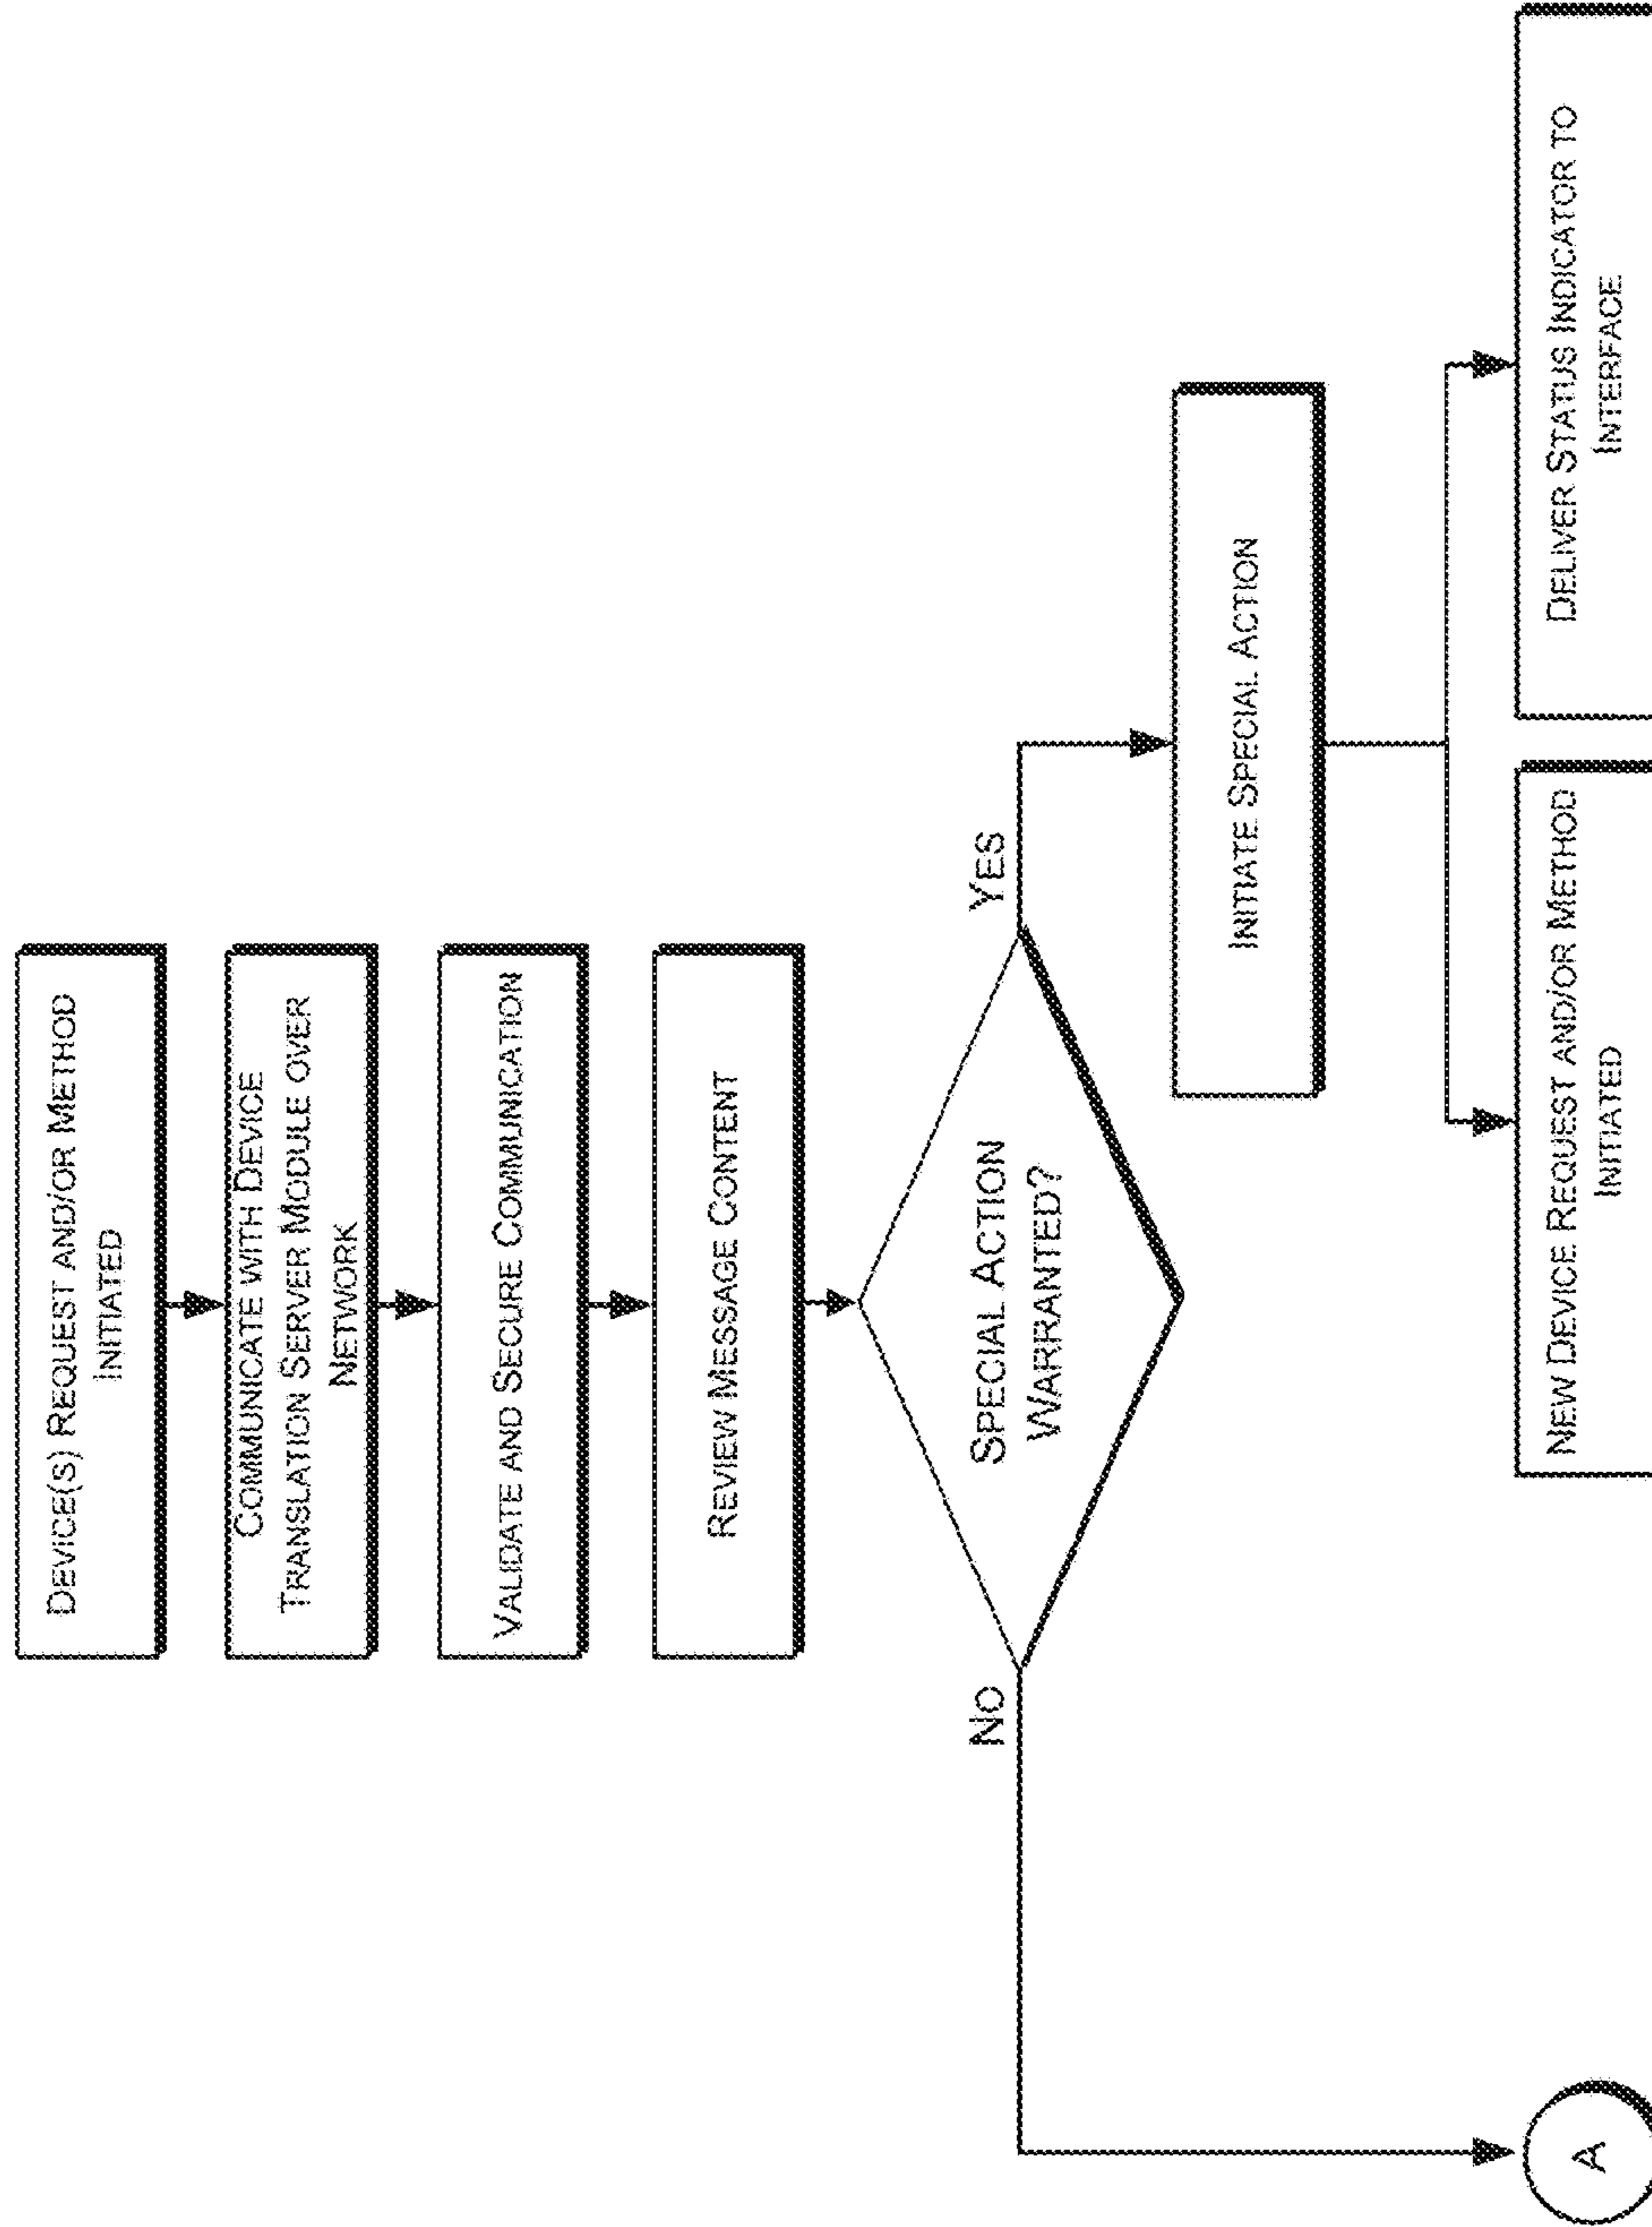 DEVICE(S) REQUEST AND/OR METHOD
INITIATED
COMMUNICATE WITH DEVICE
TRANSLATION SERVER MODULE OVER
NETWORK
VALIDATE AND SECURE COMMUNICATION
REVIEW MESSAGE CONTENT
SPECIAL ACTION
WARRANTED?
NO
YES
INITIATE SPECIAL ACTION
A
NEW DEVICE REQUEST AND/OR METHOD
INITIATED
DELIVER STATUS INDICATOR TO
INTERFACE